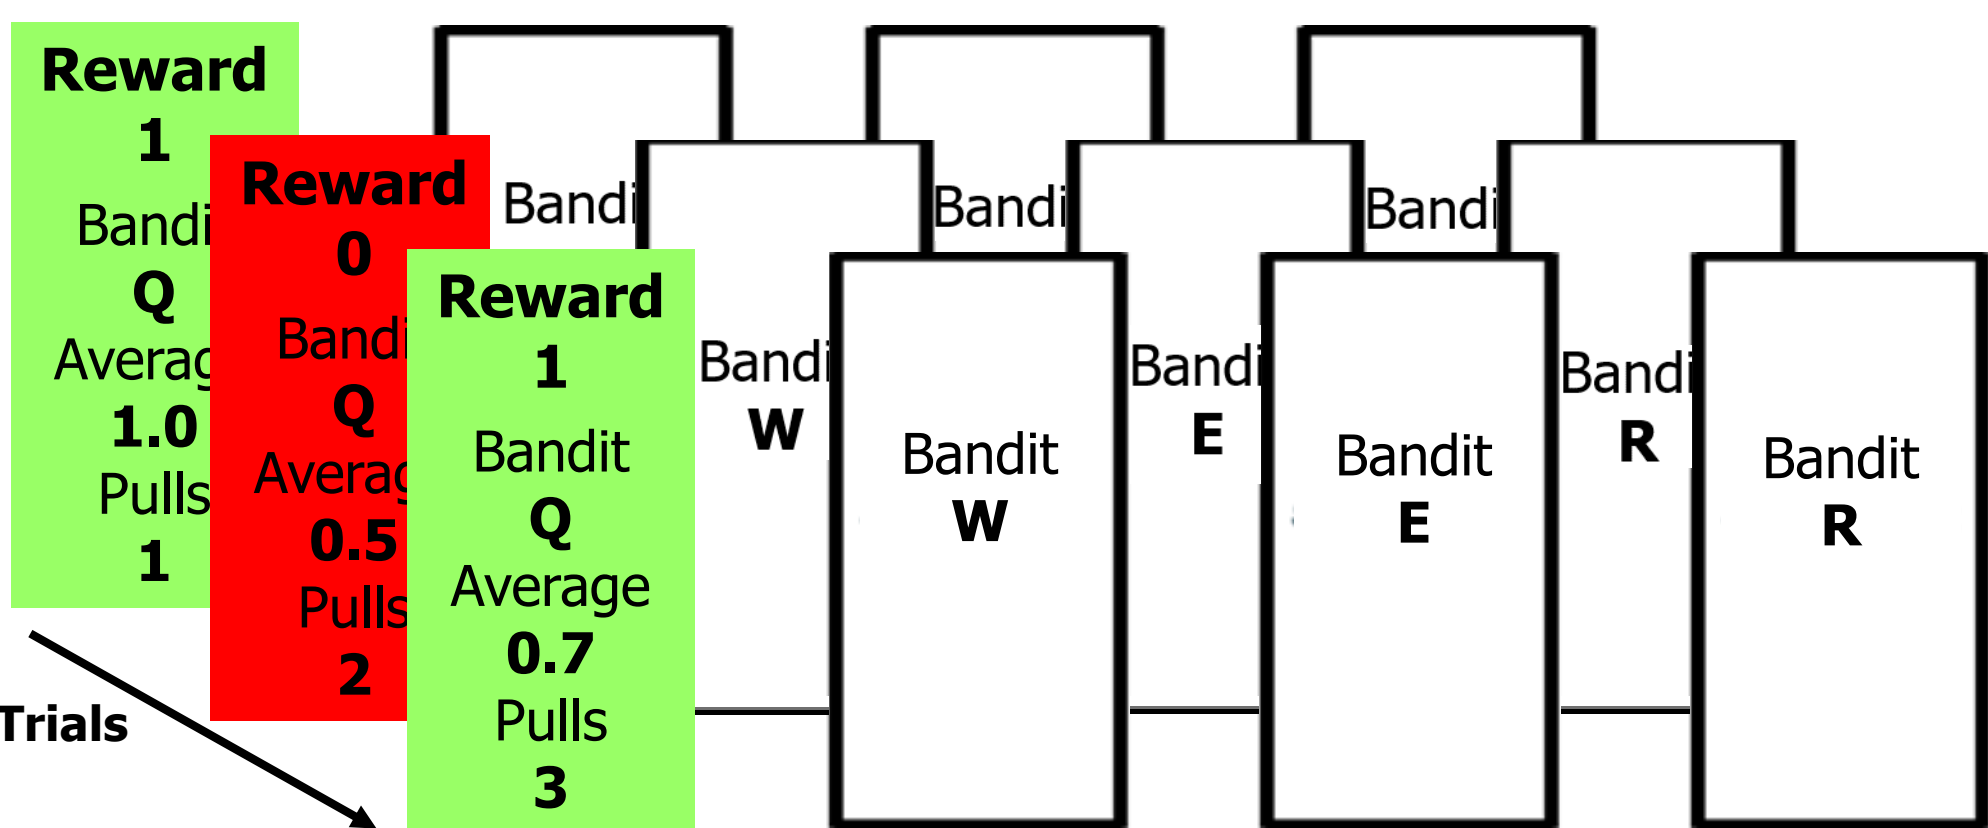 Reward
1
Bandi
Q
Averag
1.0
Pulls
1
Reward
0
Bandi
Q
Averag
0.5
Pulls
2
Reward
1
Bandit
Q
Average
0.7
Pulls
3
Bandi
Bandi
Bandi
Bandi
W
Bandi
E
Bandi
R
Bandit
W
Bandit
E
Bandit
R
Trials